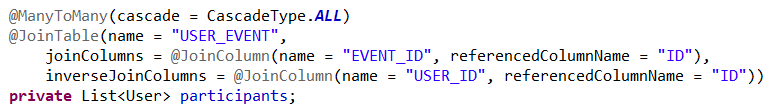 @ManyToMany(cascade = CascadeType.ALL)
@JoinTable(name = "USER_EVENT",
    joinColumns = @JoinColumn(name = "EVENT_ID", referencedColumnName = "ID"),
    inverseJoinColumns = @JoinColumn(name = "USER_ID", referencedColumnName = "ID"))
private List<User> participants;